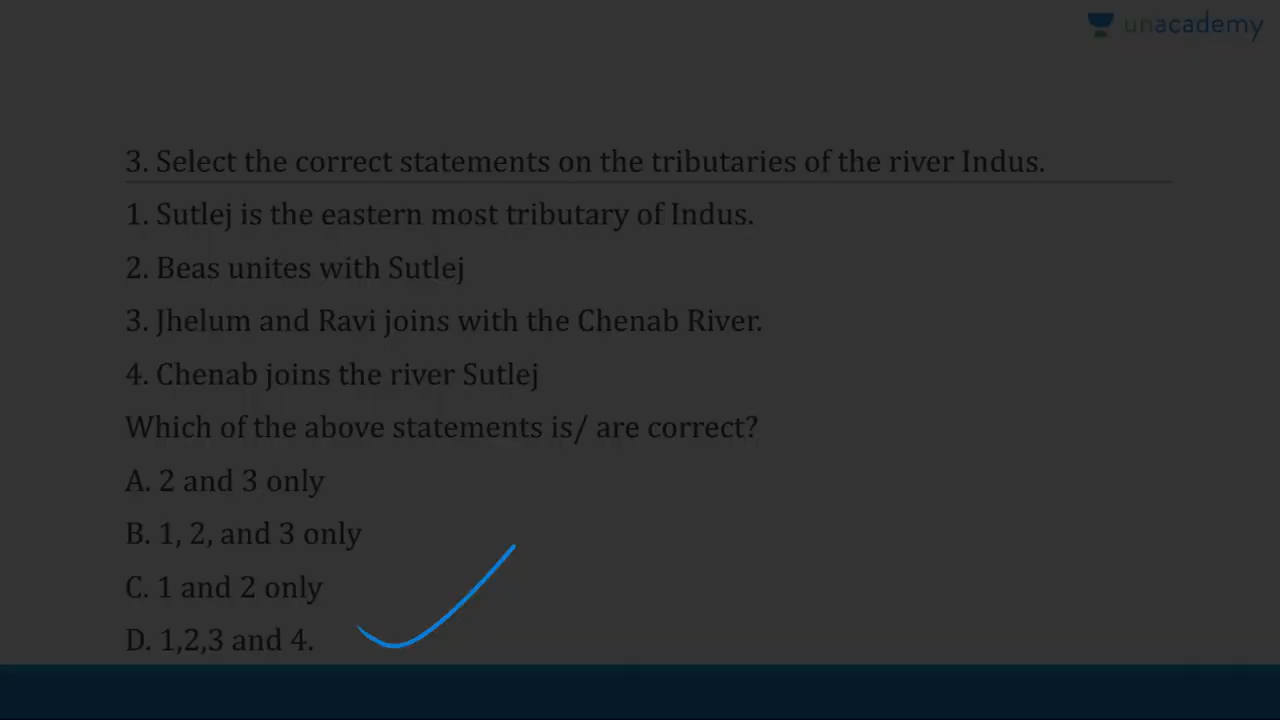 unacademy
3. Select the correct statements on the tributaries of the river Indus.
1. Sutlej is the eastern most tributary of Indus.
2. Beas unites with Sutlej
3. Jhelum and Ravi joins with the Chenab River.
4. Chenab joins the river Sutlej
Which of the above statements is/ are correct?
A. 2 and 3 only
B. 1, 2, and 3 only
C. 1 and 2 only
D. 1,2,3 and 4.